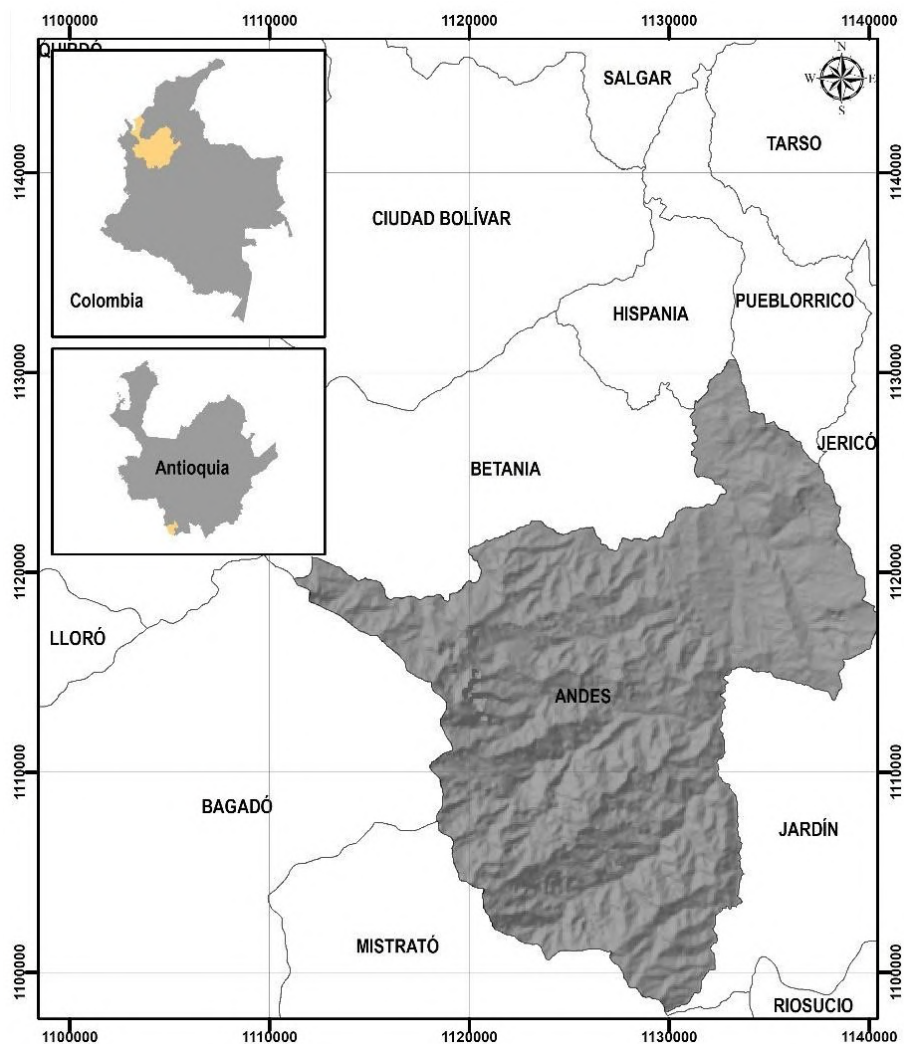 1100000 1110000 1120000 1130000 1140000
QUIBDÓ
N
W E
S
SALGAR
TARSO
1140000 1140000
CIUDAD BOLÍVAR
Colombia
PUEBLORRICO
HISPANIA
1130000 1130000
JERICÓ
Antioquia
BETANIA
1120000 1120000
LLORÓ
ANDES
1110000 1110000
BAGADÓ
JARDÍN
MISTRATÓ
1100000 1100000
RIOSUCIO
1100000 1110000 1120000 1130000 1140000